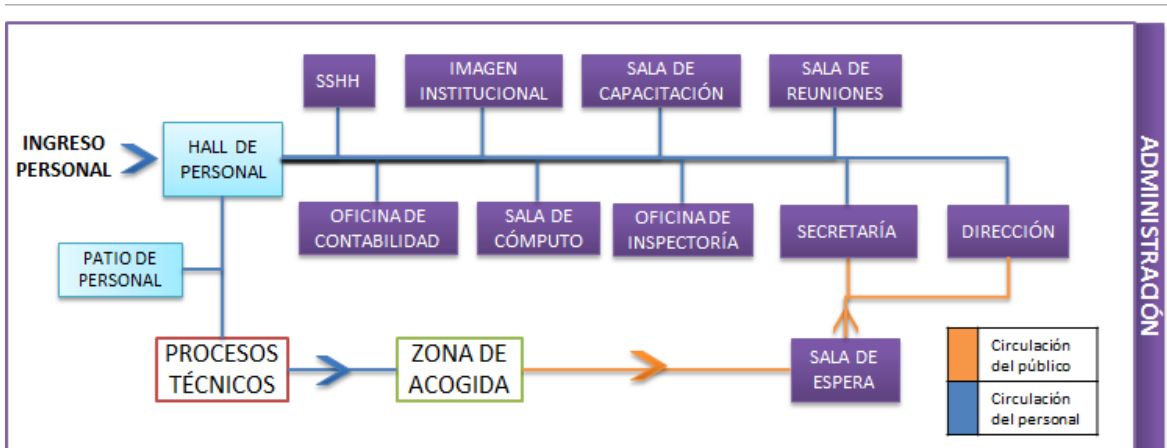 SSHH
IMAGEN
INSTITUCIONAL
SALA DE
CAPACITACIÓN
SALA DE
REUNIONES
INGRESO
PERSONAL
HALL DE
PERSONAL
OFICINA DE
CONTABILIDAD
SALA DE
CÓMPUTO
OFICINA DE
INSPECTORÍA
SECRETARÍA
DIRECCIÓN
PATIO DE
PERSONAL
PROCESOS
TÉCNICOS
ZONA DE
ACOGIDA
SALA DE
ESPERA
Circulación
del público
Circulación
del personal
ADMINISTRACIÓN